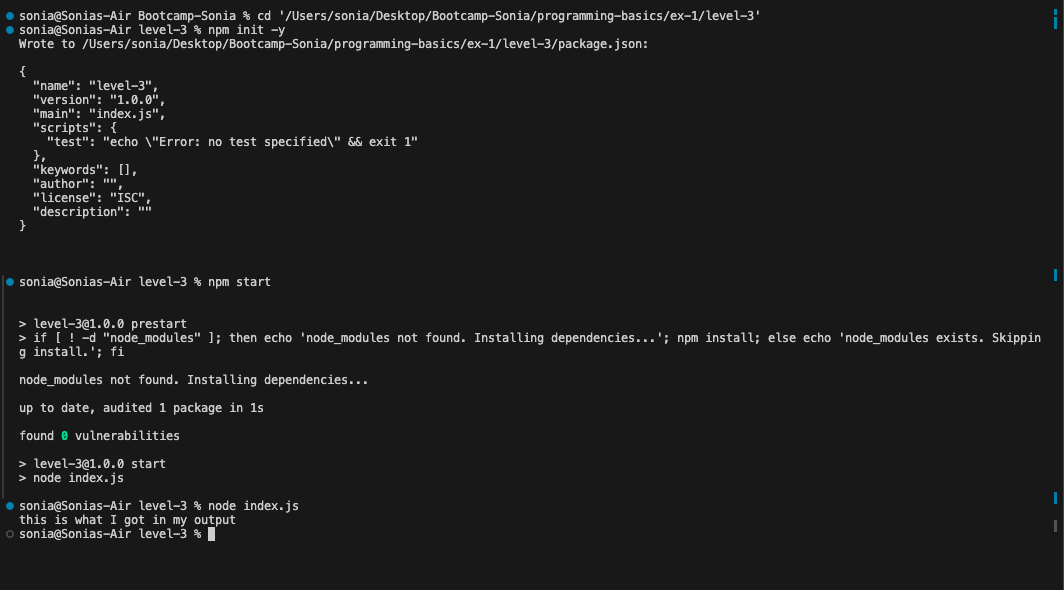 sonia@Sonias-Air Bootcamp-Sonia % cd '/Users/sonia/Desktop/Bootcamp-Sonia/programming-basics/ex-1/level-3'
sonia@Sonias-Air level-3 % npm init -y
Wrote to /Users/sonia/Desktop/Bootcamp-Sonia/programming-basics/ex-1/level-3/package.json:
{
  "name": "level-3",
  "version": "1.0.0",
  "main": "index.js",
  "scripts": {
    "test": "echo \"Error: no test specified\" && exit 1"
  },
  "keywords": [],
  "author": "",
  "license": "ISC",
  "description": ""
}
sonia@Sonias-Air level-3 % npm start
> level-3@1.0.0 prestart
> if [ ! -d "node_modules" ]; then echo 'node_modules not found. Installing dependencies...'; npm install; else echo 'node_modules exists. Skippin
g install.'; fi
node_modules not found. Installing dependencies...
up to date, audited 1 package in 1s
found 0 vulnerabilities
> level-3@1.0.0 start
> node index.js
sonia@Sonias-Air level-3 % node index.js
this is what I got in my output
sonia@Sonias-Air level-3 %